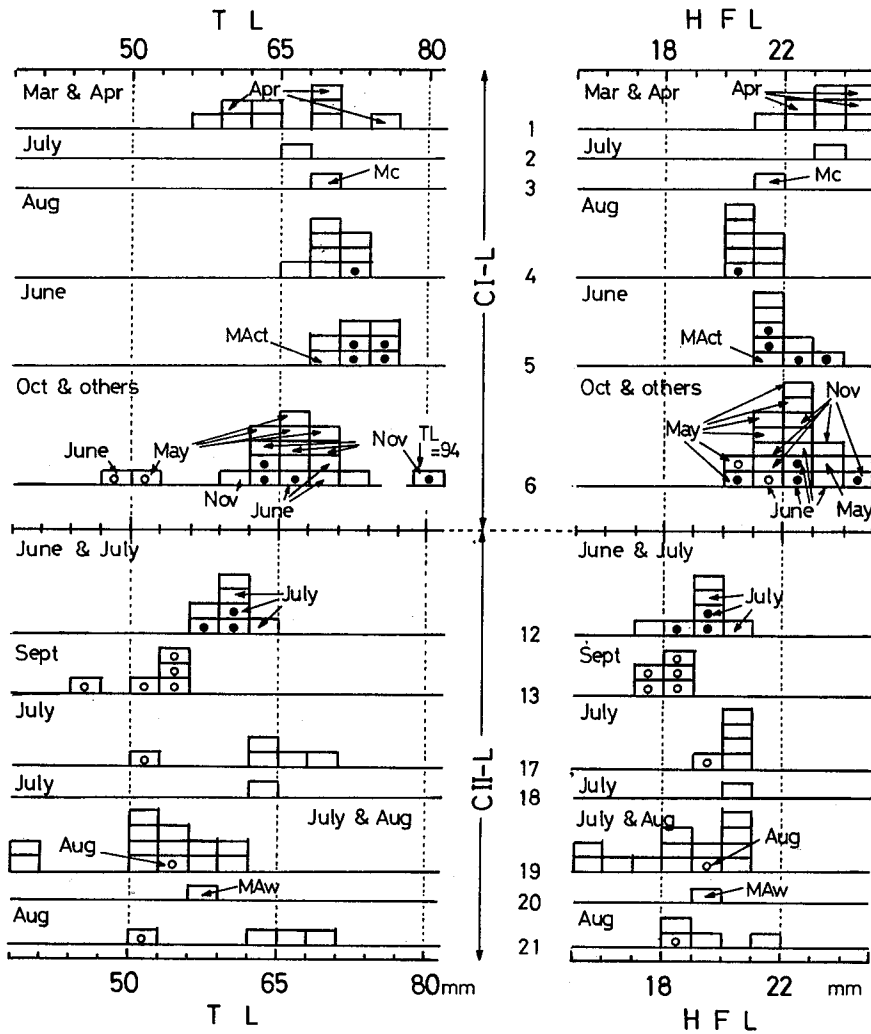 T L H F L
50 65 80 18 22
Mar & Apr Apr 1 Mar & Apr Apr
July 2 July
Mc 3 Mc
Aug 4 Aug
CI-L
June MAct 5 June MAct
Oct & others Oct & others
June May Nov TL =94 May Nov
Nov June 6 June May
June & July July 12 June & July July
Sept 13 Sept
July 17 July
CII-L
July 18 July
July & Aug July & Aug
Aug 19 Aug
MAw 20 MAw
Aug 21 Aug
50 65 80mm 18 22 mm
T L H F L